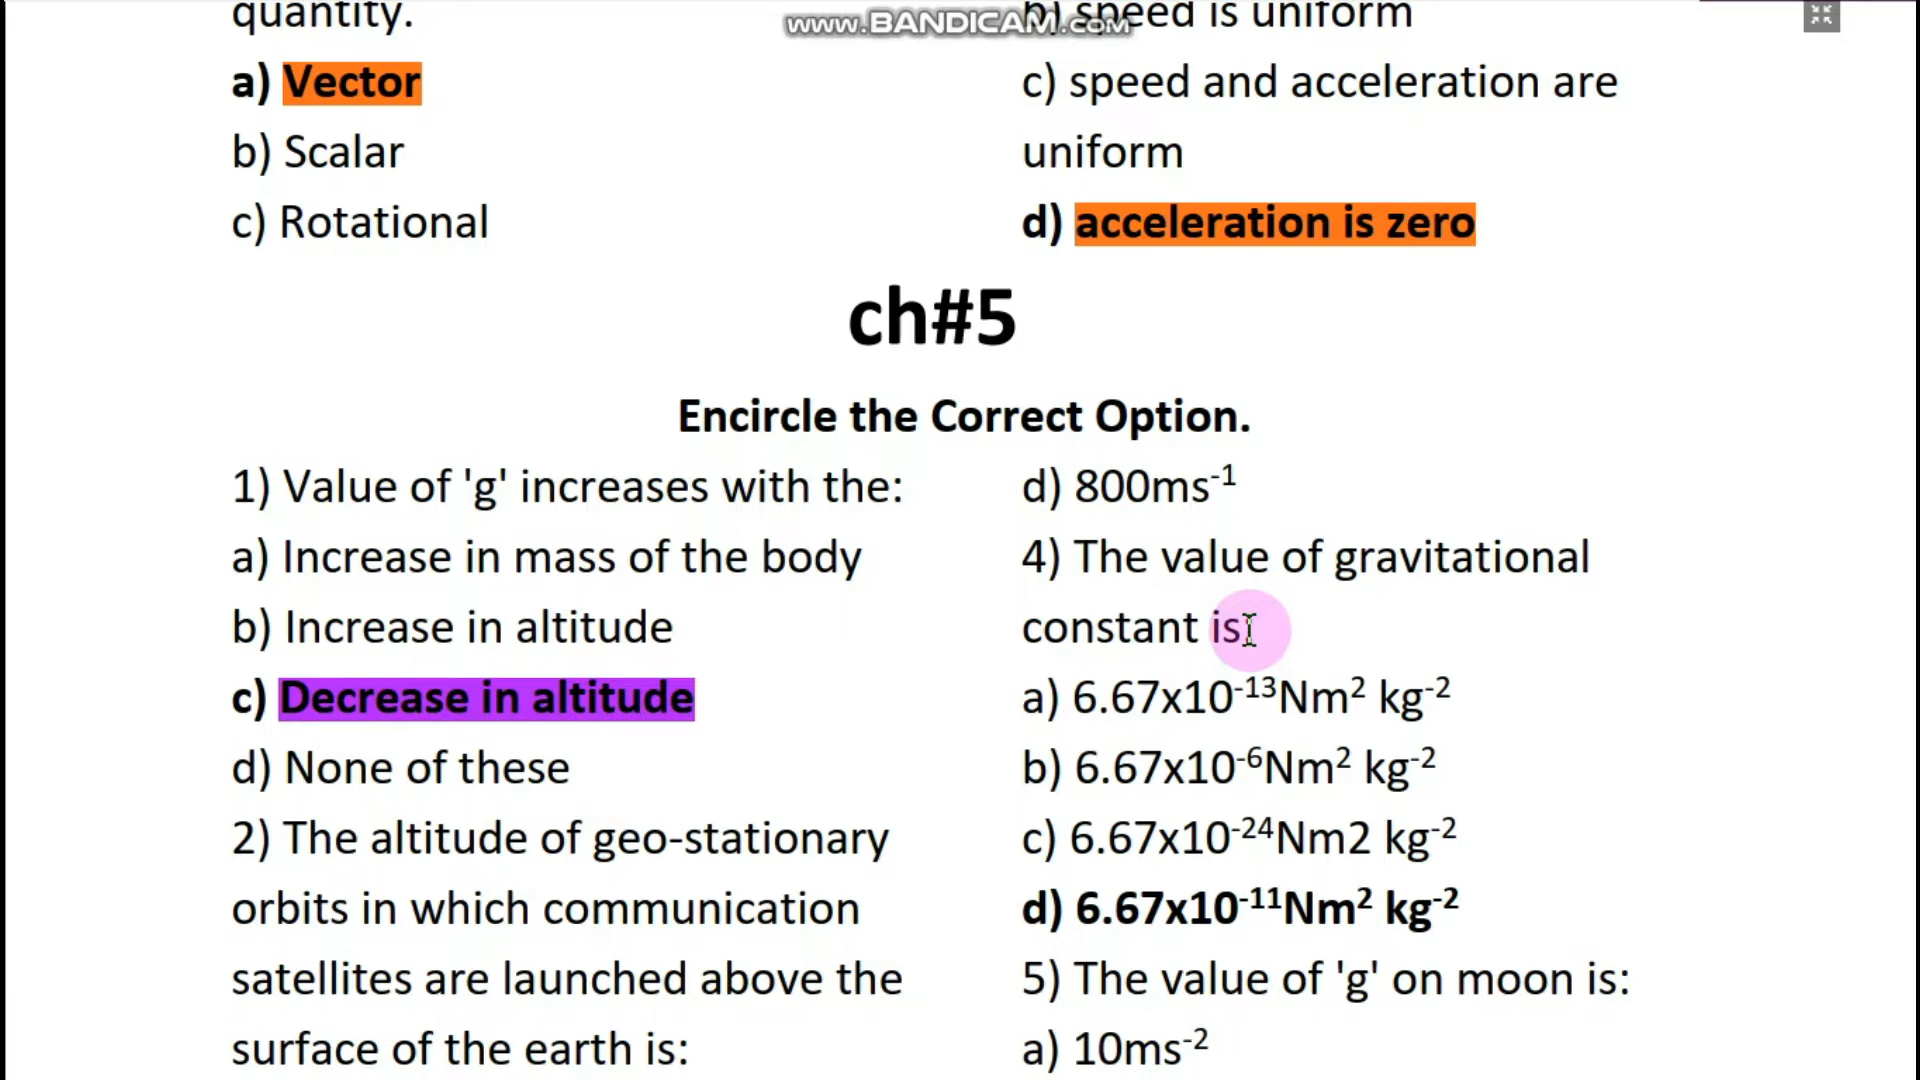 www.BANDICAM.com
quantity.
a) Vector
b) Scalar
c) Rotational
b) speed is uniform
c) speed and acceleration are
uniform
d) acceleration is zero
ch#5
Encircle the Correct Option.
1) Value of 'g' increases with the:
a) Increase in mass of the body
b) Increase in altitude
c) Decrease in altitude
d) None of these
2) The altitude of geo-stationary
orbits in which communication
satellites are launched above the
surface of the earth is:
d) 800ms⁻¹
4) The value of gravitational
constant is
a) 6.67x10⁻¹³Nm² kg⁻²
b) 6.67x10⁻⁶Nm² kg⁻²
c) 6.67x10⁻²⁴Nm2 kg⁻²
d) 6.67x10⁻¹¹Nm² kg⁻²
5) The value of 'g' on moon is:
a) 10ms⁻²